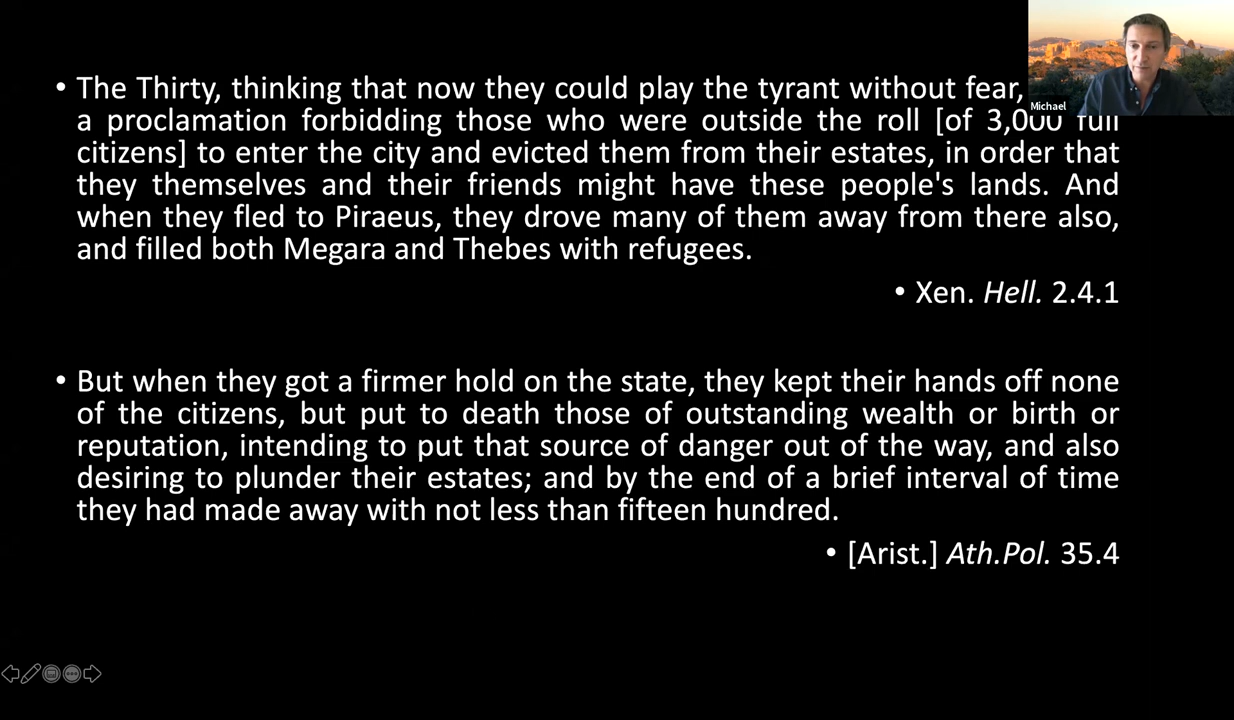 • The Thirty, thinking that now they could play the tyrant without fear,
a proclamation forbidding those who were outside the roll [of 3,000 full
citizens] to enter the city and evicted them from their estates, in order that
they themselves and their friends might have these people's lands. And
when they fled to Piraeus, they drove many of them away from there also,
and filled both Megara and Thebes with refugees.
• Xen. Hell. 2.4.1
• But when they got a firmer hold on the state, they kept their hands off none
of the citizens, but put to death those of outstanding wealth or birth or
reputation, intending to put that source of danger out of the way, and also
desiring to plunder their estates; and by the end of a brief interval of time
they had made away with not less than fifteen hundred.
• [Arist.] Ath.Pol. 35.4
Michael